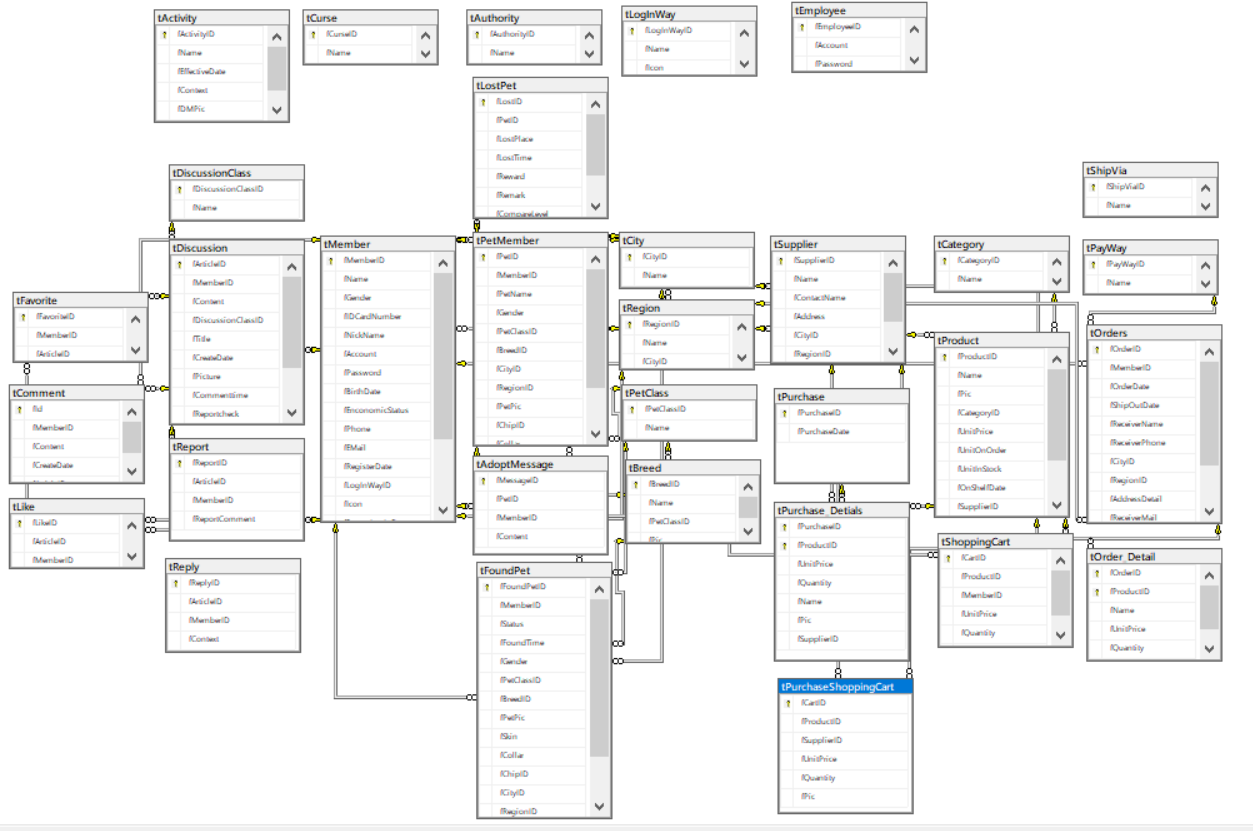 tActivity
fActivityID
fName
fEffectiveDate
fContext
fDMPic
tCurse
fCurseID
fName
tAuthority
fAuthorityID
fName
tLogInWay
fLogInWayID
fName
fIcon
tEmployee
fEmployeeID
fAccount
fPassword
tLostPet
fLostID
fPetID
fLostPlace
fLostTime
fReward
fRemark
fCompareLevel
tDiscussionClass
fDiscussionClassID
fName
tShipVia
fShipViaID
fName
tDiscussion
fArticleID
fMemberID
fContent
fDiscussionClassID
fTitle
fCreateDate
fPicture
fCommenttime
fReportcheck
tMember
fMemberID
fName
fGender
fIDCardNumber
fNickName
fAccount
fPassword
fBirthDate
fEnconomicStatus
fPhone
fEMail
fRegisterDate
fLogInWayID
fIcon
tPetMember
fPetID
fMemberID
fPetName
fGender
fPetClassID
fBreedID
fCityID
fRegionID
fPetPic
fChipID
fCollar
tCity
fCityID
fName
tSupplier
fSupplierID
fName
fContactName
fAddress
fCityID
fRegionID
tCategory
fCategoryID
fName
tPayWay
fPayWayID
fName
tFavorite
fFavoriteID
fMemberID
fArticleID
tRegion
fRegionID
fName
fCityID
tProduct
fProductID
fName
fPic
fCategoryID
fUnitPrice
fUnitOnOrder
fUnitInStock
fOnShelfDate
fSupplierID
tOrders
fOrderID
fMemberID
fOrderDate
fShipOutDate
fReceiverName
fReceiverPhone
fCityID
fRegionID
fAddressDetail
fReceiverMail
tComment
fId
fMemberID
fContent
fCreateDate
tPetClass
fPetClassID
fName
tPurchase
fPurchaseID
fPurchaseDate
tReport
fReportID
fArticleID
fMemberID
fReportComment
tAdoptMessage
fMessageID
fPetID
fMemberID
fContent
tBreed
fBreedID
fName
fPetClassID
fPic
tLike
fLikeID
fArticleID
fMemberID
tPurchase_Detials
fPurchaseID
fProductID
fUnitPrice
fQuantity
fName
fPic
fSupplierID
tShoppingCart
fCartID
fProductID
fMemberID
fUnitPrice
fQuantity
tOrder_Detail
fOrderID
fProductID
fName
fUnitPrice
fQuantity
tReply
fReplyID
fArticleID
fMemberID
fContext
tFoundPet
fFoundPetID
fMemberID
fStatus
fFoundTime
fGender
fPetClassID
fBreedID
fPetPic
fSkin
fCollar
fChipID
fCityID
fRegionID
tPurchaseShoppingCart
fCartID
fProductID
fSupplierID
fUnitPrice
fQuantity
fPic